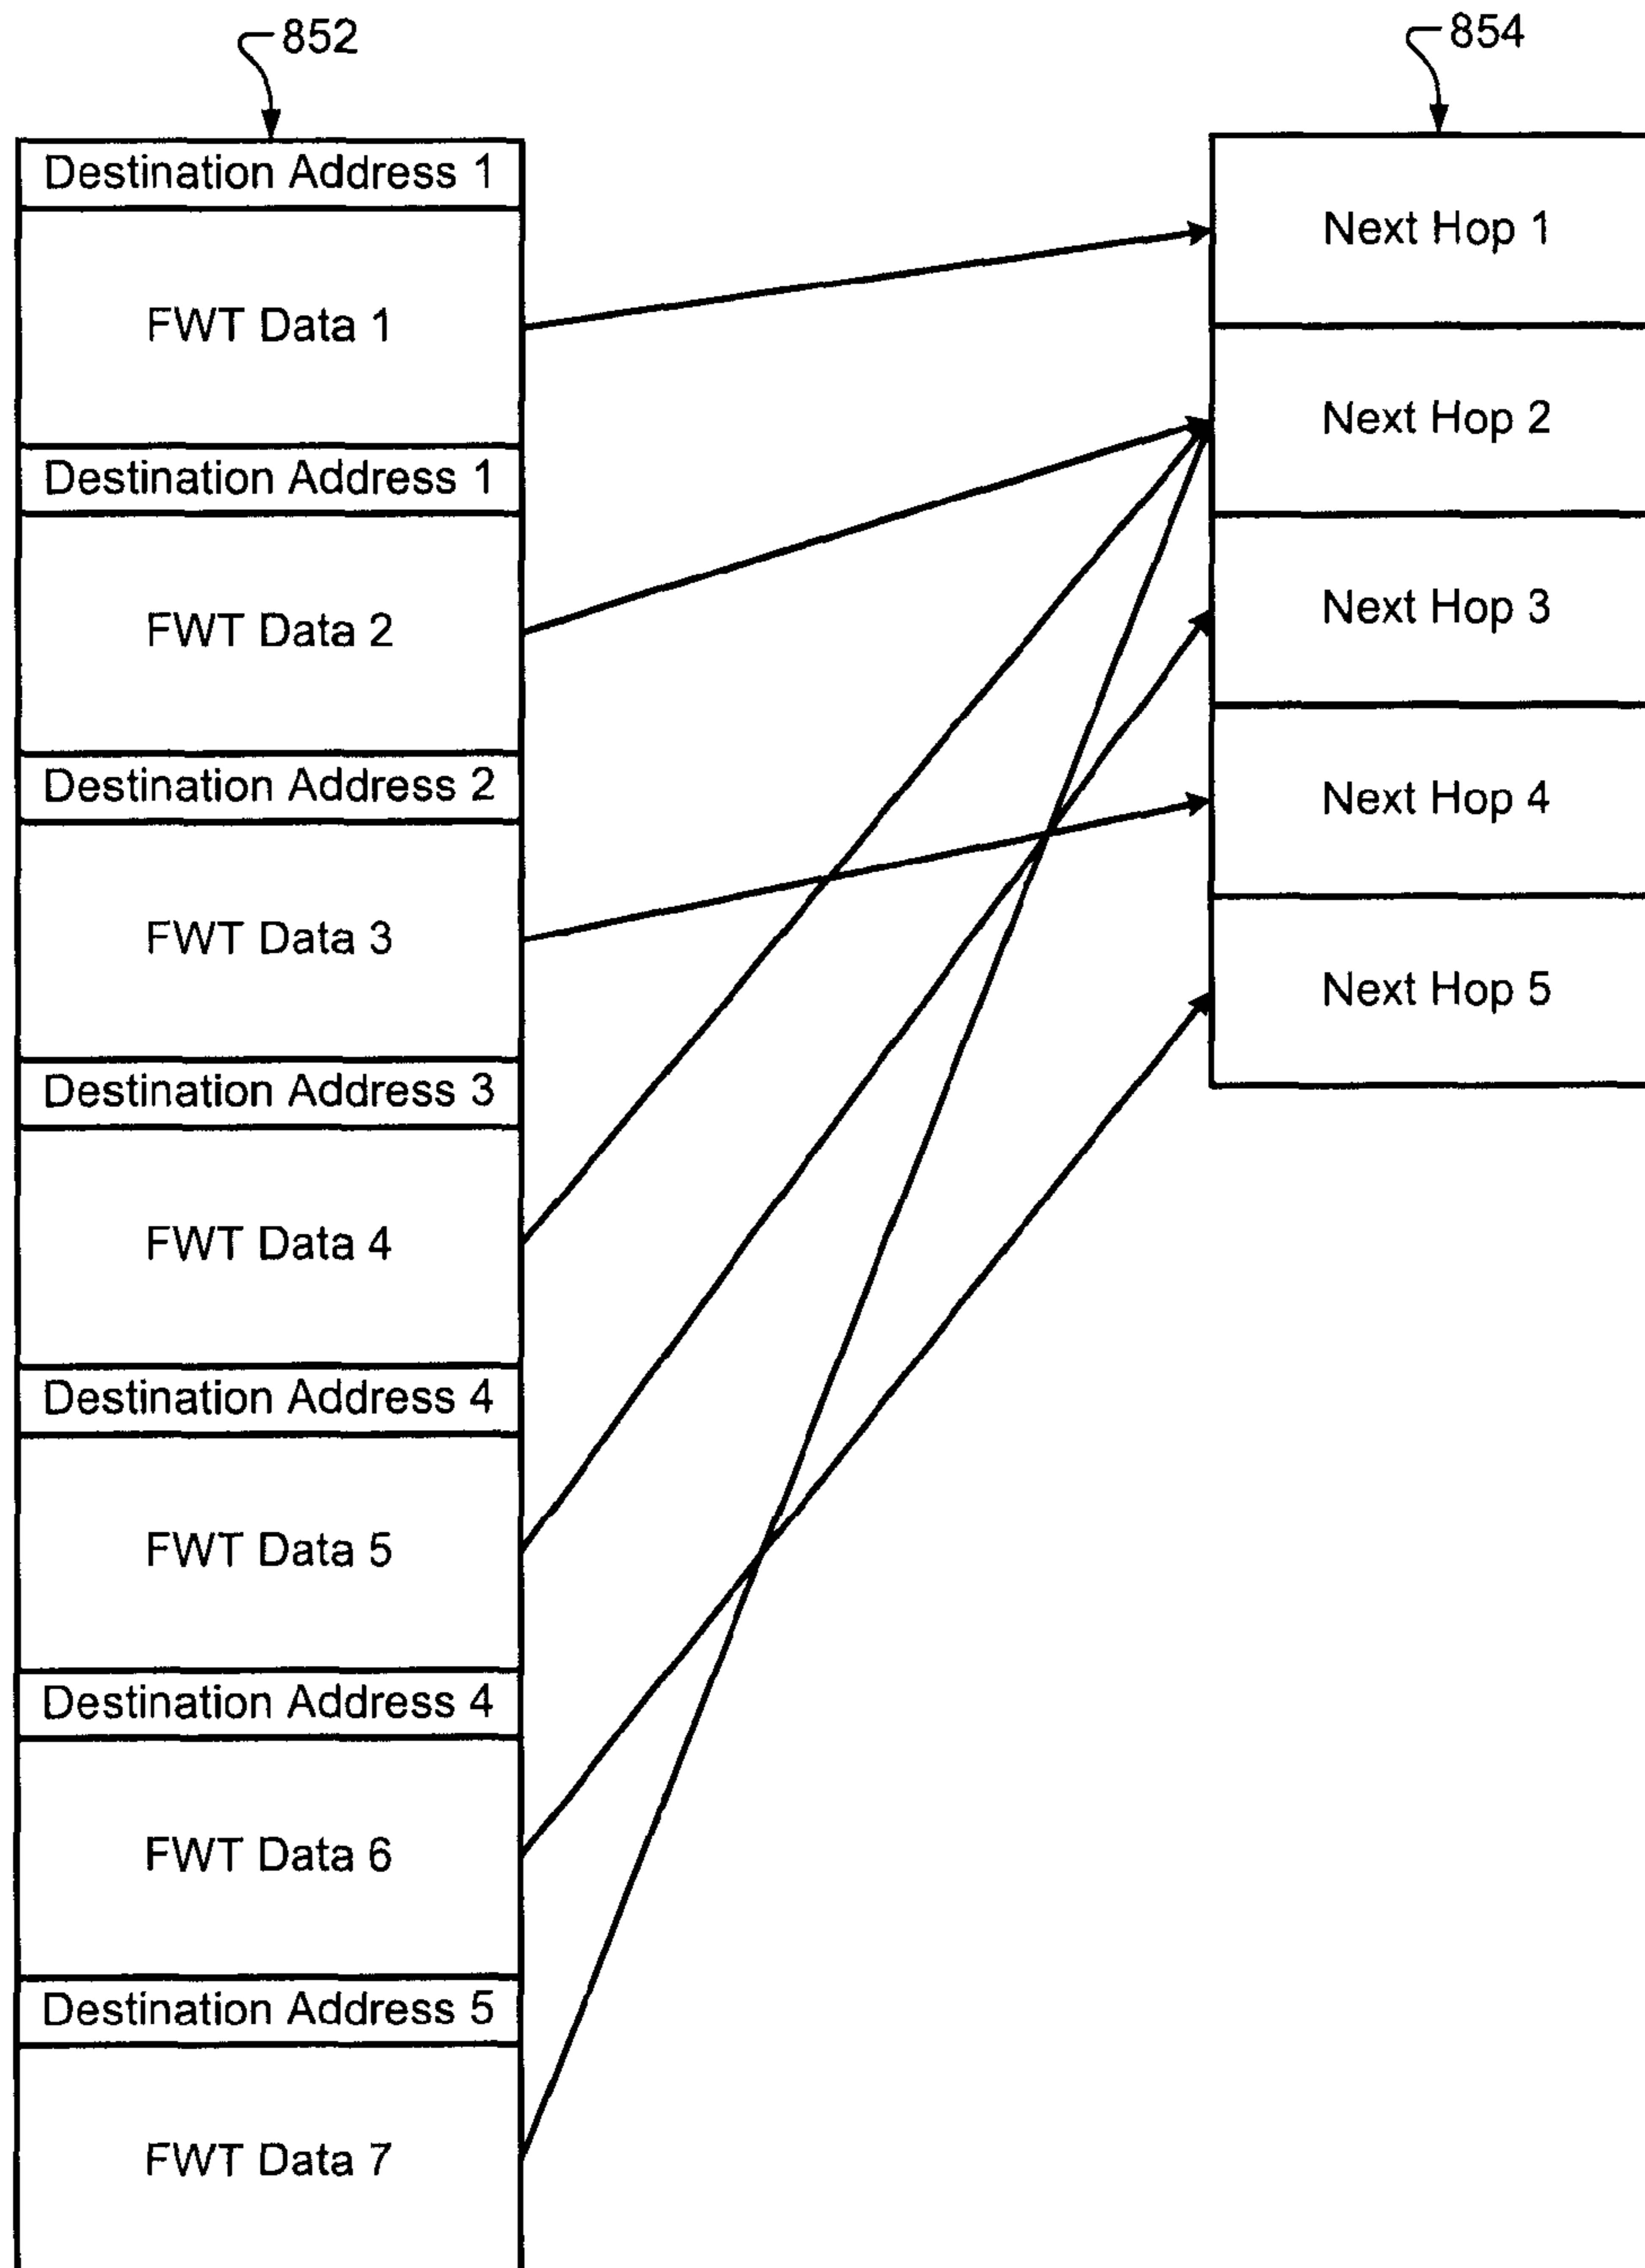 852
854
Destination Address 1
FWT Data 1
Destination Address 1
FWT Data 2
Destination Address 2
FWT Data 3
Destination Address 3
FWT Data 4
Destination Address 4
FWT Data 5
Destination Address 4
FWT Data 6
Destination Address 5
FWT Data 7
Next Hop 1
Next Hop 2
Next Hop 3
Next Hop 4
Next Hop 5